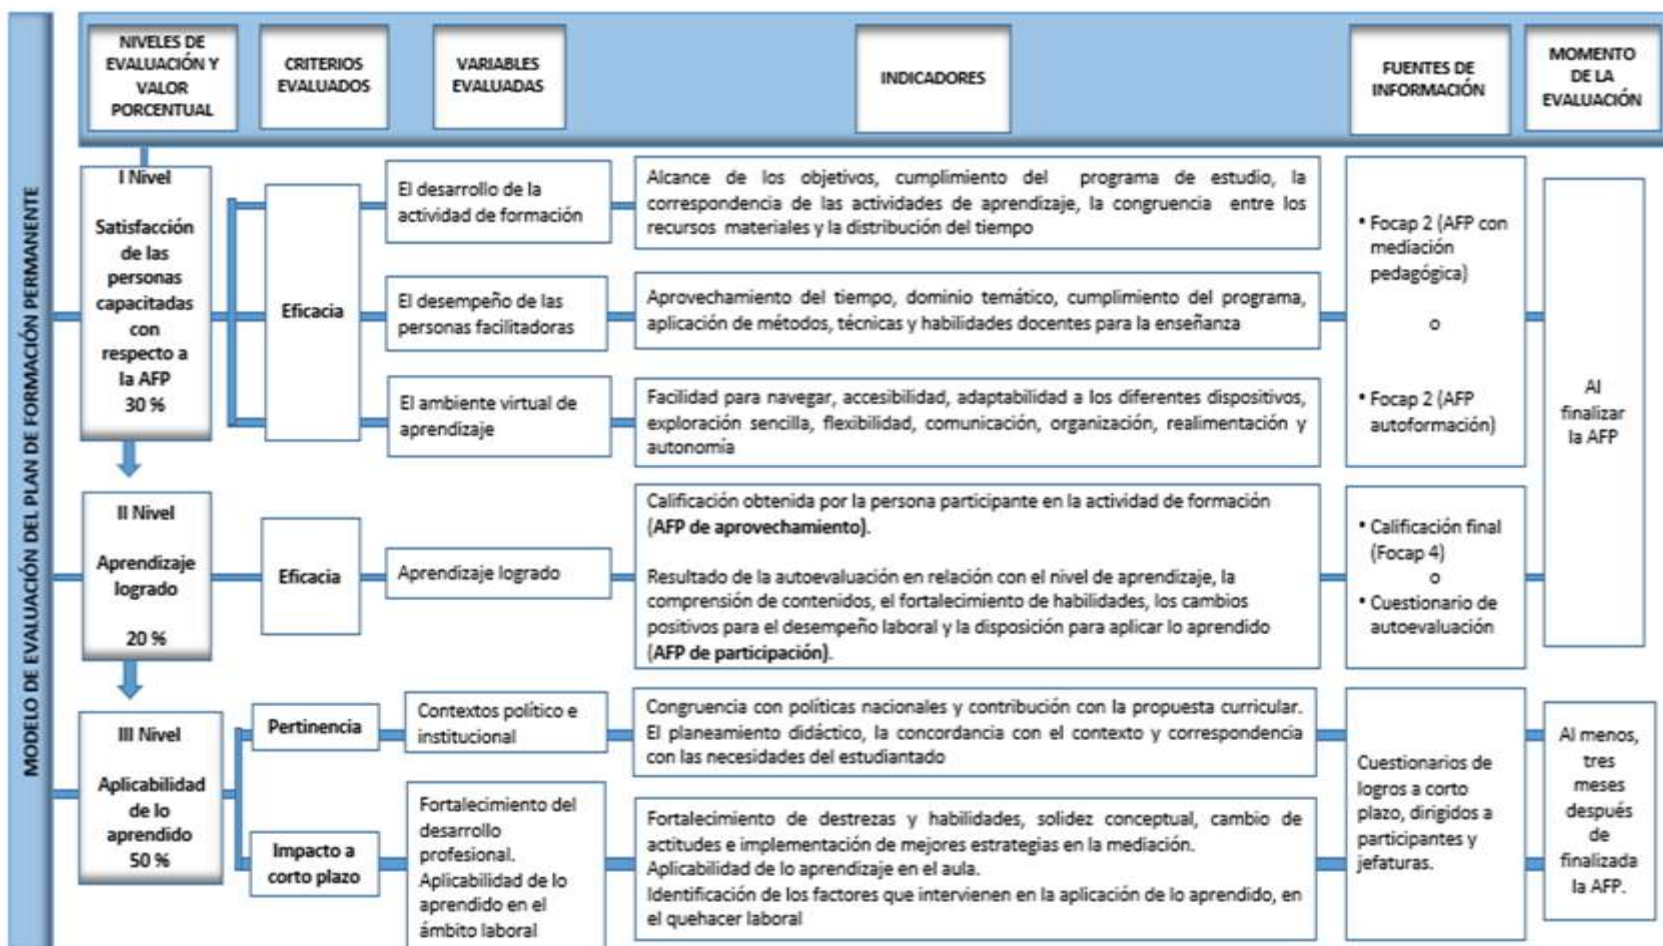 MODELO DE EVALUACIÓN DEL PLAN DE FORMACIÓN PERMANENTE
NIVELES DE
EVALUACIÓN Y
VALOR
PORCENTUAL
CRITERIOS
EVALUADOS
VARIABLES
EVALUADAS
INDICADORES
FUENTES DE
INFORMACIÓN
MOMENTO
DE LA
EVALUACIÓN
I Nivel
Satisfacción
de las
personas
capacitadas
con
respecto a
la AFP
30 %
Eficacia
El desarrollo de la
actividad de formación
Alcance de los objetivos, cumplimiento del programa de estudio, la
correspondencia de las actividades de aprendizaje, la congruencia entre los
recursos materiales y la distribución del tiempo
El desempeño de las
personas facilitadoras
Aprovechamiento del tiempo, dominio temático, cumplimiento del programa,
aplicación de métodos, técnicas y habilidades docentes para la enseñanza
El ambiente virtual de
aprendizaje
Facilidad para navegar, accesibilidad, adaptabilidad a los diferentes dispositivos,
exploración sencilla, flexibilidad, comunicación, organización, realimentación y
autonomía
• Focap 2 (AFP con
mediación
pedagógica)
o
• Focap 2 (AFP
autoformación)
Al
finalizar
la AFP
II Nivel
Aprendizaje
logrado
20 %
Eficacia
Aprendizaje logrado
Calificación obtenida por la persona participante en la actividad de formación
(AFP de aprovechamiento).
Resultado de la autoevaluación en relación con el nivel de aprendizaje, la
comprensión de contenidos, el fortalecimiento de habilidades, los cambios
positivos para el desempeño laboral y la disposición para aplicar lo aprendido
(AFP de participación).
• Calificación final
(Focap 4)
o
• Cuestionario de
autoevaluación
III Nivel
Aplicabilidad
de lo
aprendido
50 %
Pertinencia
Contextos político e
institucional
Congruencia con políticas nacionales y contribución con la propuesta curricular.
El planeamiento didáctico, la concordancia con el contexto y correspondencia
con las necesidades del estudiantado
Impacto a
corto plazo
Fortalecimiento del
desarrollo
profesional.
Aplicabilidad de lo
aprendido en el
ámbito laboral
Fortalecimiento de destrezas y habilidades, solidez conceptual, cambio de
actitudes e implementación de mejores estrategias en la mediación.
Aplicabilidad de lo aprendizaje en el aula.
Identificación de los factores que intervienen en la aplicación de lo aprendido, en
el quehacer laboral
Cuestionarios de
logros a corto
plazo, dirigidos a
participantes y
jefaturas.
Al menos,
tres
meses
después
de
finalizada
la AFP.